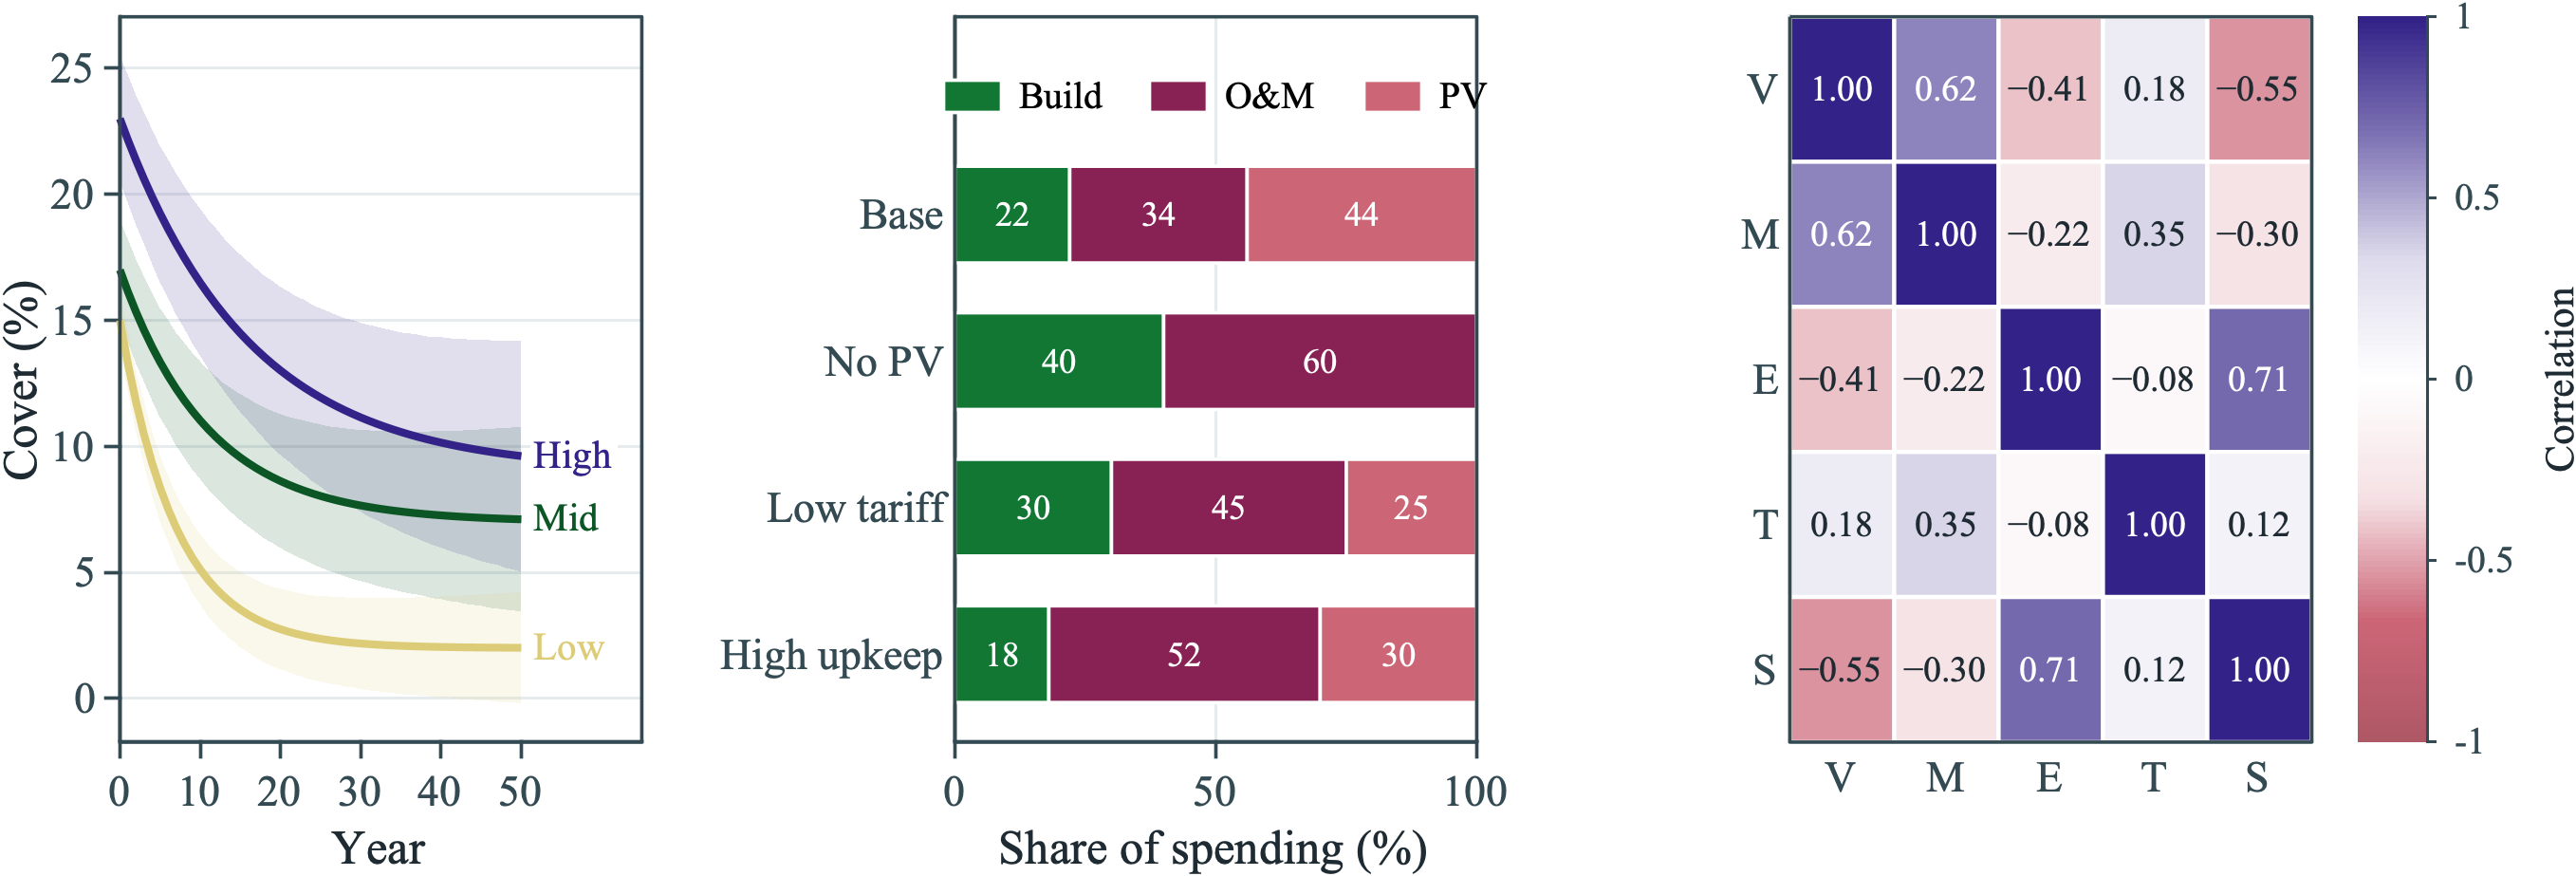 25
20
15
10
5
0
Cover (%)
High
Mid
Low
0 10 20 30 40 50
Year
Build O&M PV
Base 22 34 44
No PV 40 60
Low tariff 30 45 25
High upkeep 18 52 30
0 50 100
Share of spending (%)
V 1.00 0.62 −0.41 0.18 −0.55
M 0.62 1.00 −0.22 0.35 −0.30
E −0.41 −0.22 1.00 −0.08 0.71
T 0.18 0.35 −0.08 1.00 0.12
S −0.55 −0.30 0.71 0.12 1.00
V M E T S
1
0.5
0
-0.5
-1
Correlation